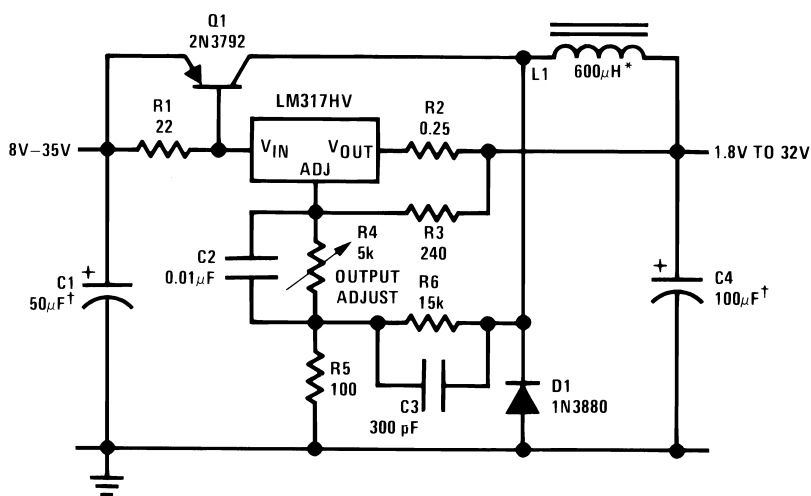 Q1
2N3792
L1
600μH*
R1
22
LM317HV
R2
0.25
8V–35V
VIN
VOUT
ADJ
1.8V TO 32V
R3
240
C2
0.01μF
R4
5k
OUTPUT
ADJUST
R6
15k
C1
50μF†
+
+
C4
100μF†
R5
100
C3
300 pF
D1
1N3880